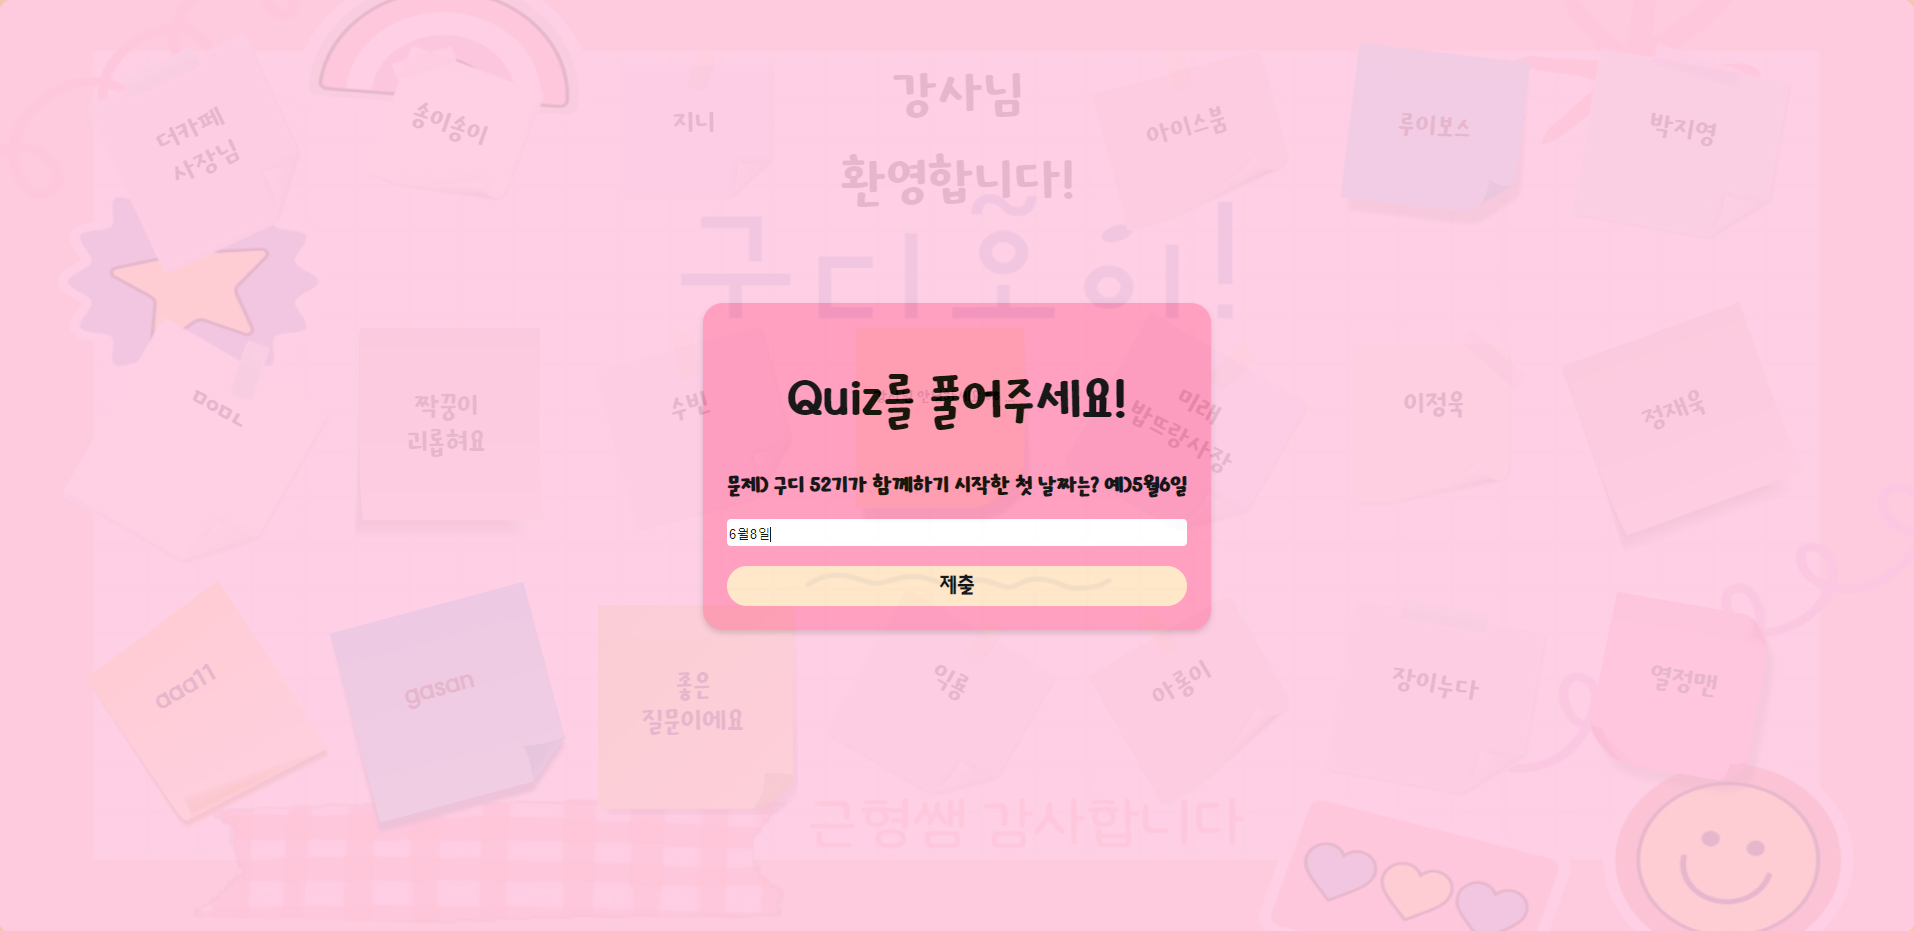 강사님
환영합니다!
구디오이!
더카페
사장님
송이송이
지니
아이스붐
루이보스
박지영
짝꿍이
괴롭혀요
수빈
미래
밥뜨랑사장
이정욱
정재욱
Quiz를 풀어주세요!
문제) 구디 52기가 함께하기 시작한 첫 날짜는? 예)5월6일
6월8일
제출
aaa11
gasan
좋은
질문이에요
익룡
아롱이
장이누다
열정맨
근형쌤 감사합니다